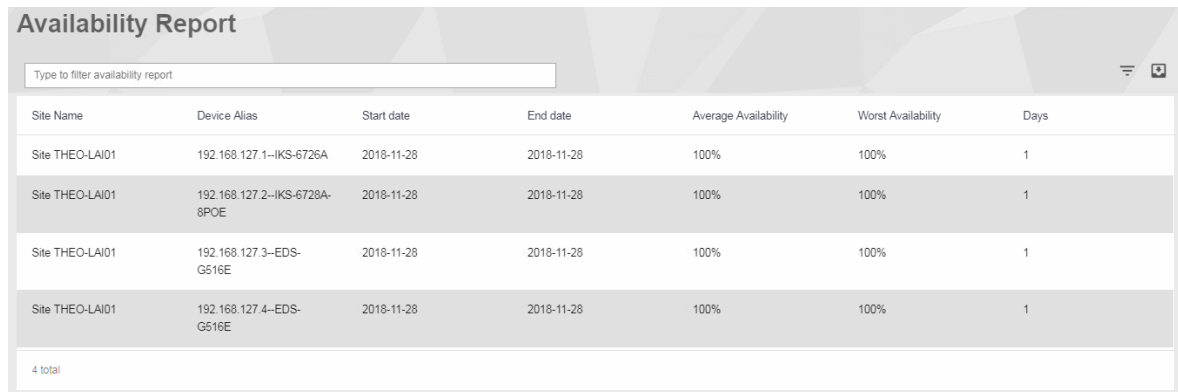 Availability Report
Type to filter availability report
Site Name Device Alias Start date End date Average Availability Worst Availability Days
Site THEO-LAI01 192.168.127.1--IKS-6726A 2018-11-28 2018-11-28 100% 100% 1
Site THEO-LAI01 192.168.127.2--IKS-6728A- 2018-11-28 2018-11-28 100% 100% 1
8POE
Site THEO-LAI01 192.168.127.3--EDS- 2018-11-28 2018-11-28 100% 100% 1
G516E
Site THEO-LAI01 192.168.127.4--EDS- 2018-11-28 2018-11-28 100% 100% 1
G516E
4 total